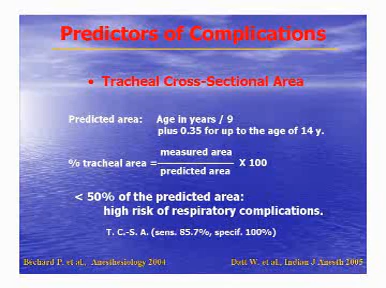 Predictors of Complications
• Tracheal Cross-Sectional Area
Predicted area: Age in years / 9
plus 0.35 for up to the age of 14 y.
measured area
% tracheal area = X 100
predicted area
< 50% of the predicted area:
high risk of respiratory complications.
T. C.-S. A. (sens. 85.7%, specif. 100%)
Bechard P. et al., Anesthesiology 2004 Dutt W. et al., Indian J Anesth 2005